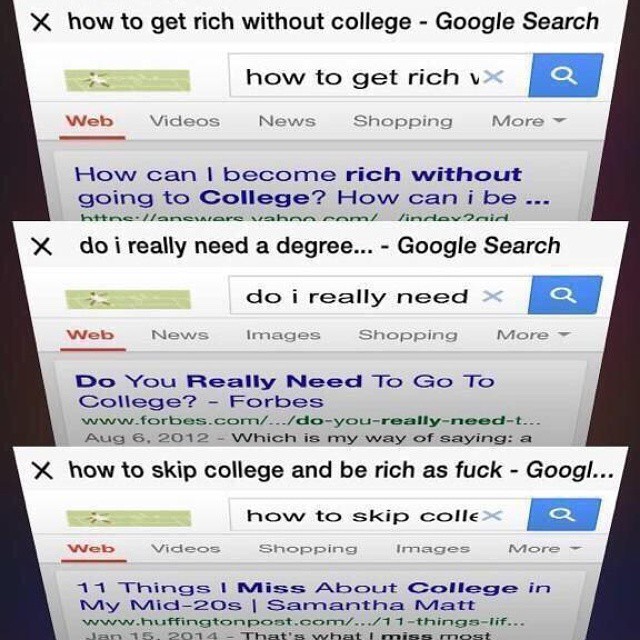 X how to get rich without college - Google Search
how to get rich
Web Videos News Shopping More
How can I become rich without
going to College? How can i be ...
https://answers.yahoo.com/.../index?qid
X do i really need a degree... - Google Search
do i really need
Web News Images Shopping More
Do You Really Need To Go To
College? - Forbes
www.forbes.com/.../do-you-really-need-t...
Aug 6, 2012 - Which is my way of saying: a
X how to skip college and be rich as fuck - Googl...
how to skip colle
Web Videos Shopping Images More
11 Things I Miss About College in
My Mid-20s | Samantha Matt
www.huffingtonpost.com/.../11-things-lif...
Jan 15, 2014 - That's what I miss most